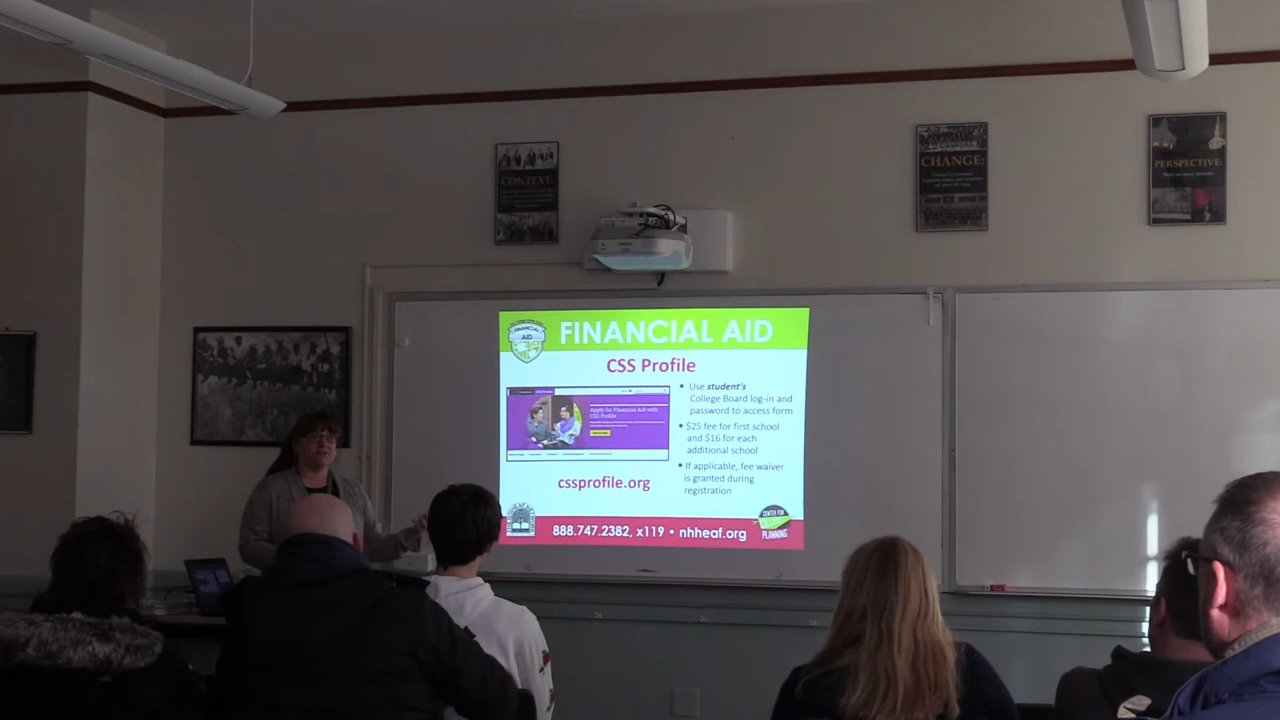 CONTEXT:
CHANGE:
PERSPECTIVE:
FINANCIAL
AID
FINANCIAL AID
CSS Profile
Apply for Financial Aid with
CSS Profile
• Use student's
College Board log-in and
password to access form
• $25 fee for first school
and $16 for each
additional school
• If applicable, fee waiver
is granted during
registration
cssprofile.org
888.747.2382, x119 • nhheaf.org
CENTER FOR
PLANNING